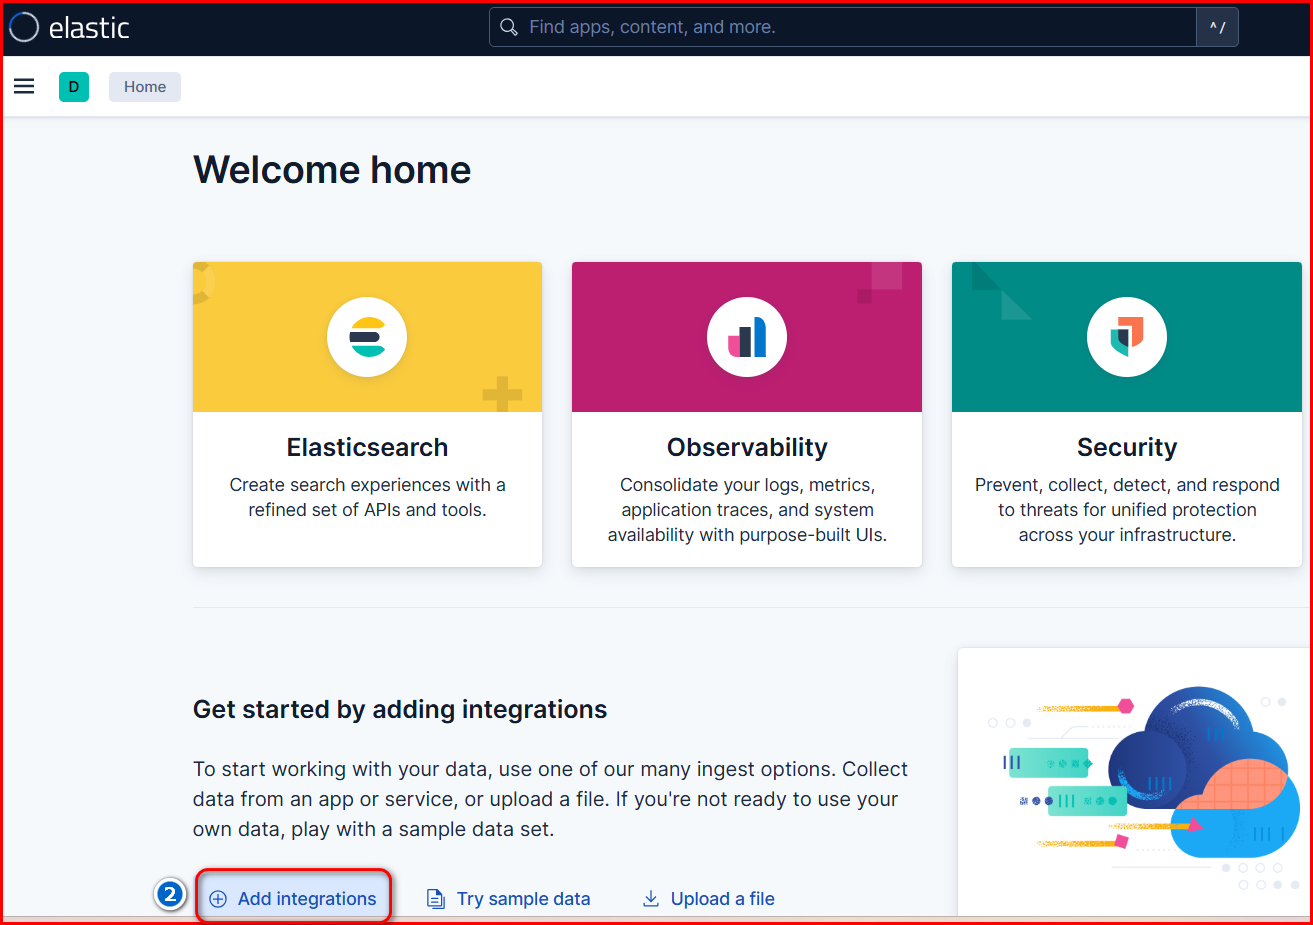 elastic
Find apps, content, and more.
^ /
D
Home
Welcome home
Elasticsearch
Create search experiences with a
refined set of APIs and tools.
Observability
Consolidate your logs, metrics,
application traces, and system
availability with purpose-built UIs.
Security
Prevent, collect, detect, and respond
to threats for unified protection
across your infrastructure.
Get started by adding integrations
To start working with your data, use one of our many ingest options. Collect
data from an app or service, or upload a file. If you're not ready to use your
own data, play with a sample data set.
2
Add integrations
Try sample data
Upload a file